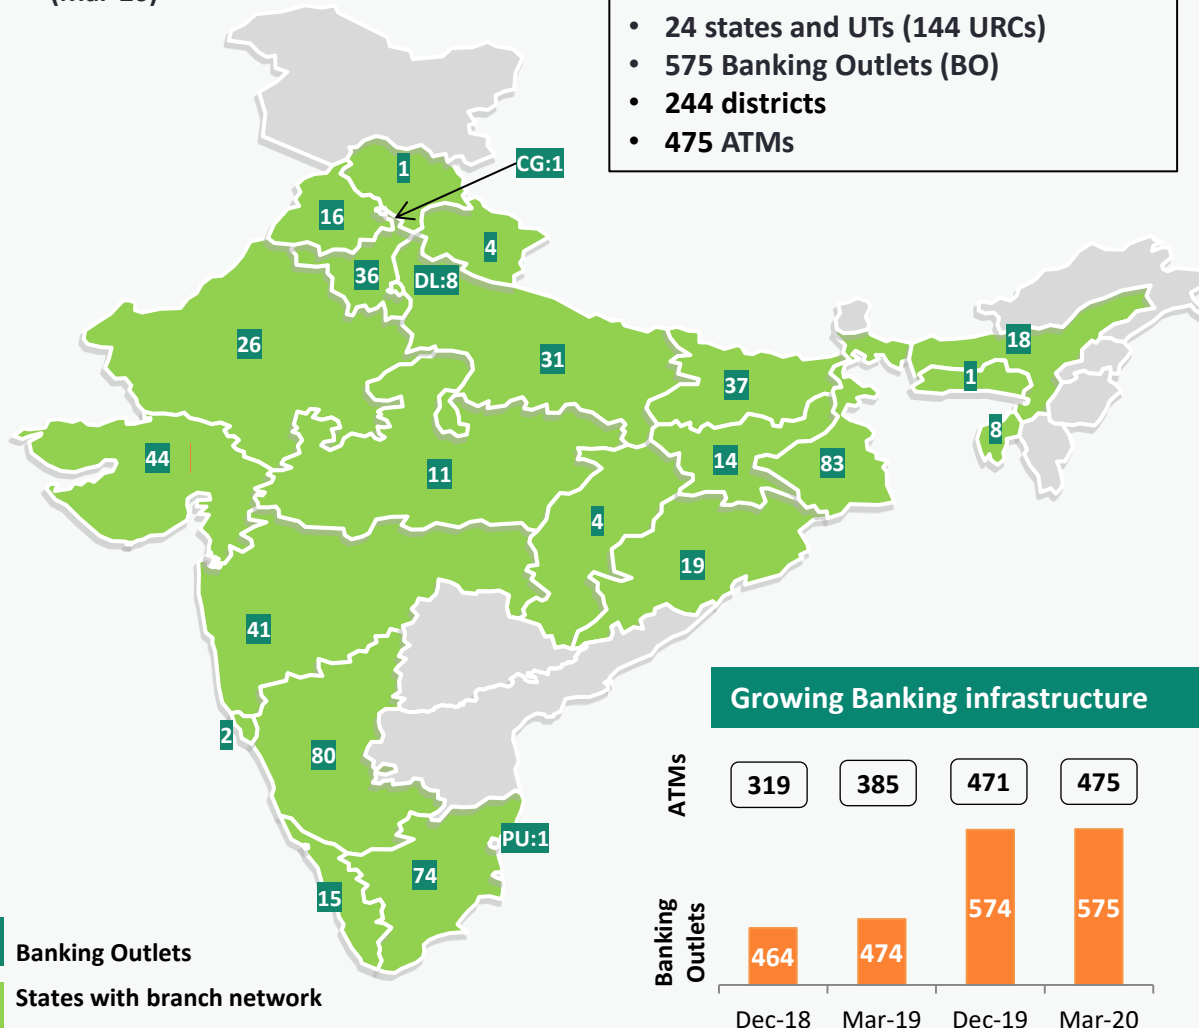 • 24 states and UTs (144 URCs)
• 575 Banking Outlets (BO)
• 244 districts
• 475 ATMs
1
CG:1
16
4
36
DL:8
26
31
18
37
1
8
44
11
14
83
4
19
41
2
80
PU:1
74
15
Banking Outlets
States with branch network
Growing Banking infrastructure
ATMs
319 385 471 475
Banking
Outlets
464 474 574 575
Dec-18 Mar-19 Dec-19 Mar-20